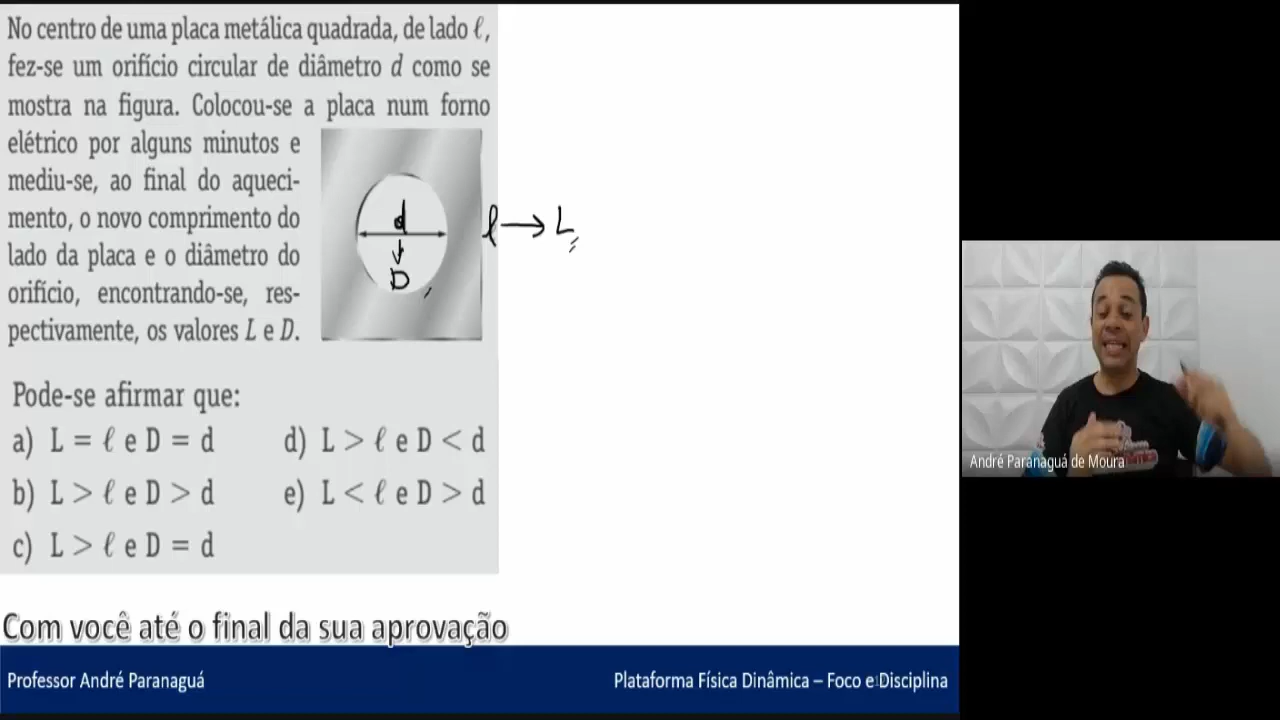 No centro de uma placa metálica quadrada, de lado ℓ,
fez-se um orifício circular de diâmetro d como se
mostra na figura. Colocou-se a placa num forno
elétrico por alguns minutos e
mediu-se, ao final do aqueci-
mento, o novo comprimento do
lado da placa e o diâmetro do
orifício, encontrando-se, res-
pectivamente, os valores L e D.
d
D
ℓ → L
Pode-se afirmar que:
a) L = ℓ e D = d
d) L > ℓ e D < d
b) L > ℓ e D > d
e) L < ℓ e D > d
c) L > ℓ e D = d
Com você até o final da sua aprovação
Professor André Paranaguá
Plataforma Física Dinâmica – Foco e Disciplina
André Paranaguá de Moura